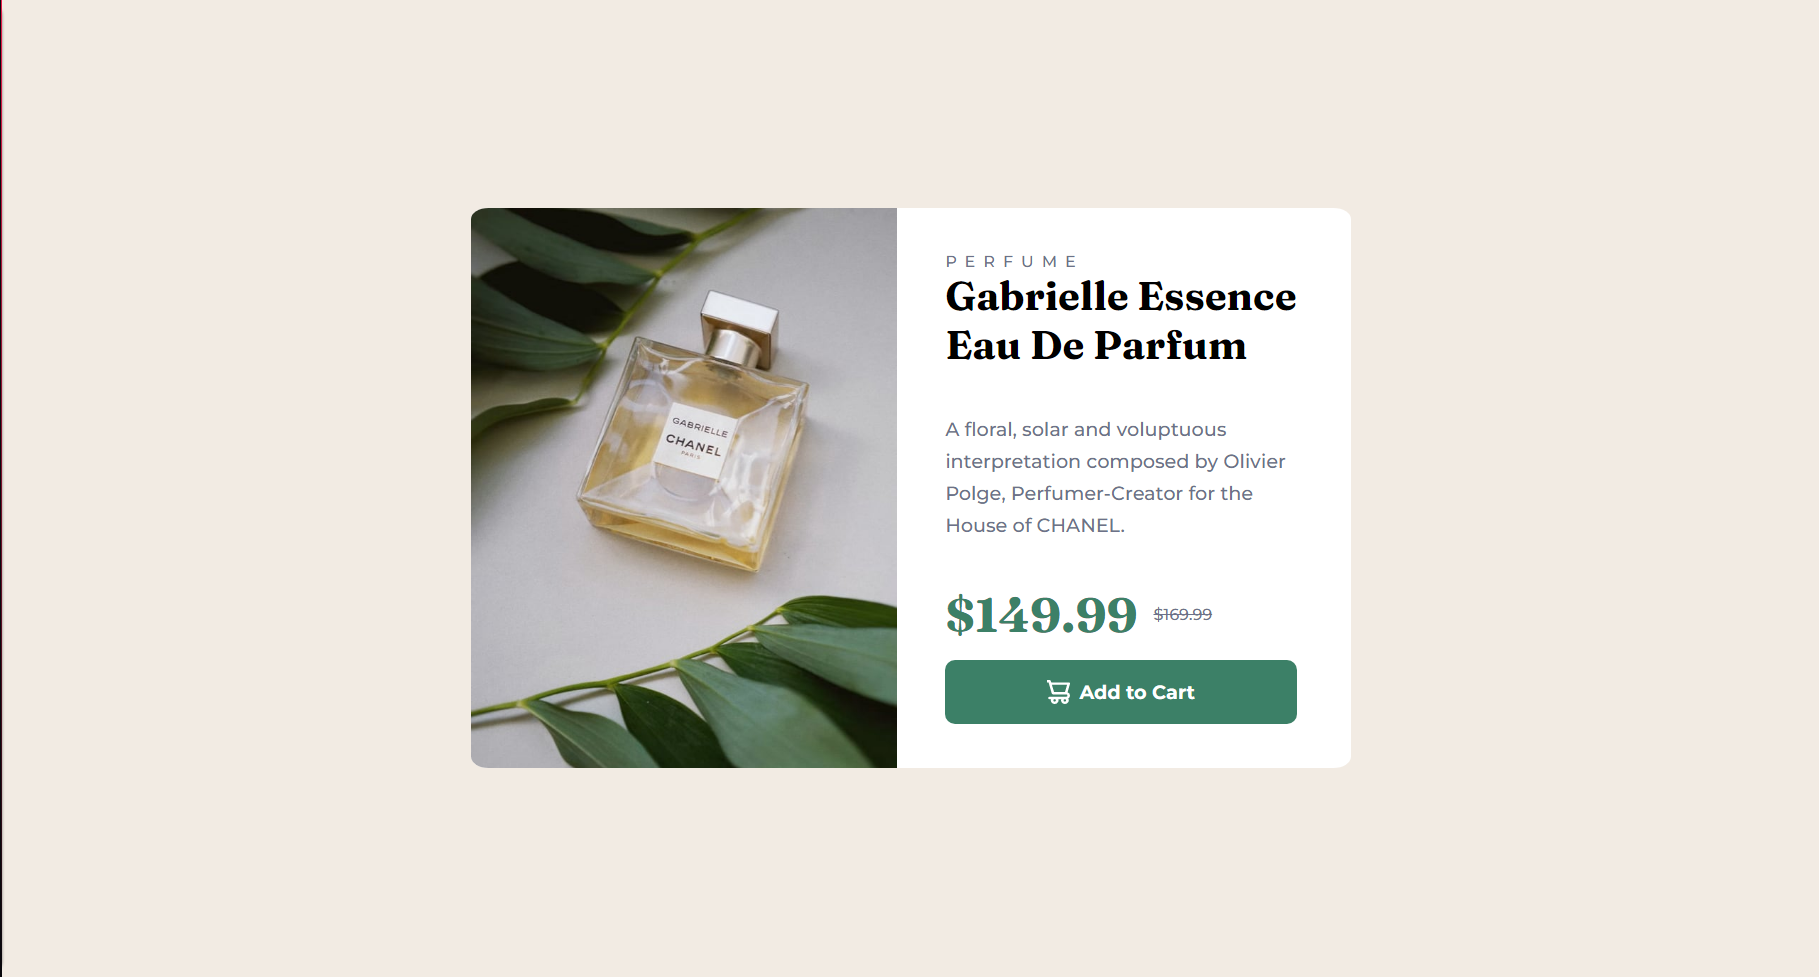 GABRIELLE
CHANEL
PARIS
PERFUME
Gabrielle Essence
Eau De Parfum
A floral, solar and voluptuous
interpretation composed by Olivier
Polge, Perfumer-Creator for the
House of CHANEL.
$149.99 $169.99
Add to Cart